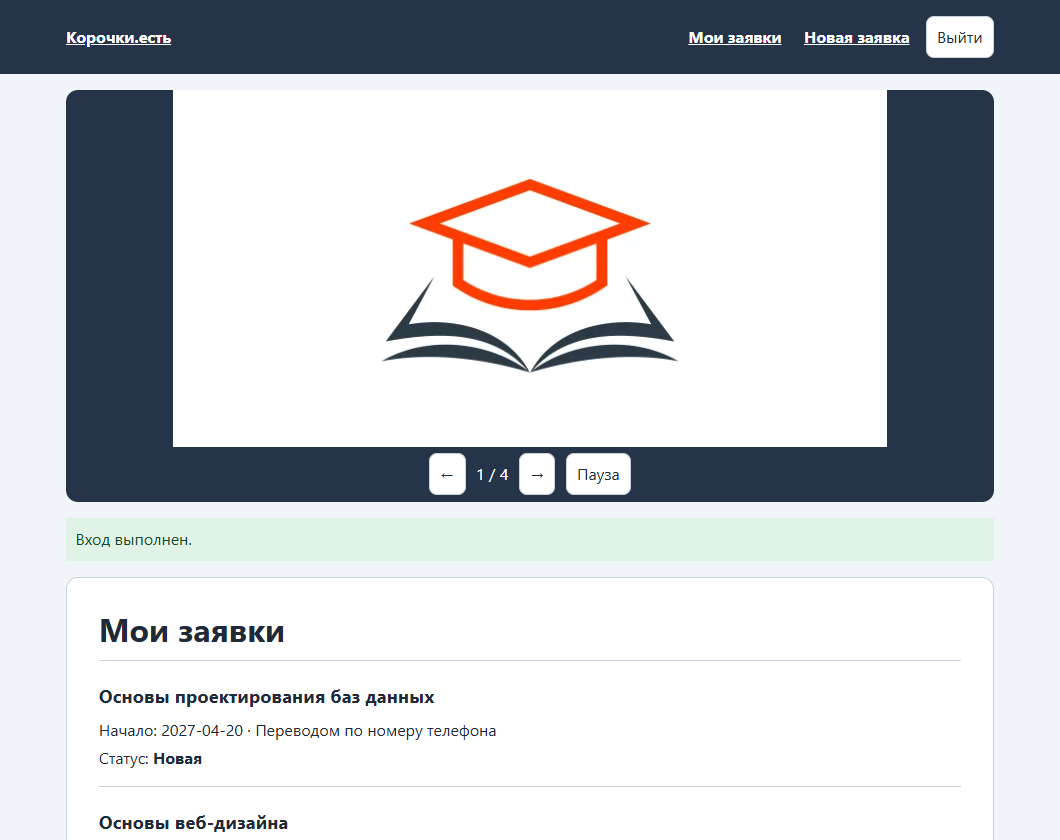 Корочки.есть
Мои заявки Новая заявка Выйти
← 1 / 4 → Пауза
Вход выполнен.
Мои заявки
Основы проектирования баз данных
Начало: 2027-04-20 · Переводом по номеру телефона
Статус: Новая
Основы веб-дизайна